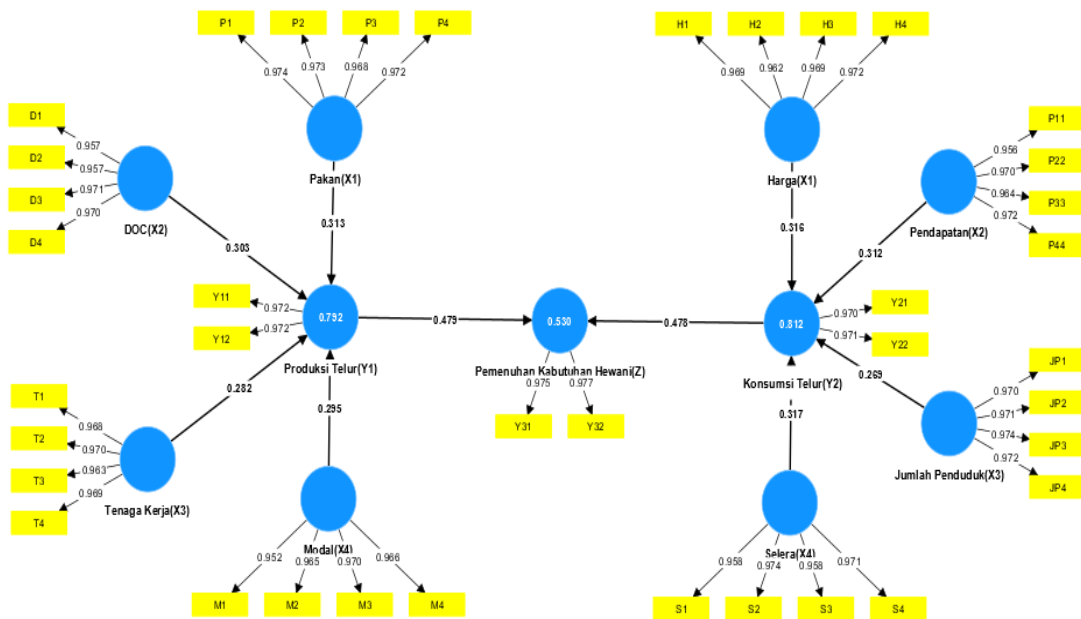 P1
P2
P3
P4
0.974
0.973
0.968
0.972
Pakan(X1)
0.313
D1
D2
D3
D4
0.957
0.957
0.971
0.970
DOC(X2)
0.303
Y11
Y12
0.972
0.972
0.792
Produksi Telur(Y1)
0.282
T1
T2
T3
T4
0.968
0.970
0.963
0.969
Tenaga Kerja(X3)
0.295
Modal(X4)
0.952
0.965
0.970
0.966
M1
M2
M3
M4
0.479
0.530
0.478
Pemenuhan Kabutuhan Hewani(Z)
0.975
0.977
Y31
Y32
H1
H2
H3
H4
0.969
0.962
0.969
0.972
Harga(X1)
0.316
P11
P22
P33
P44
0.956
0.970
0.964
0.972
Pendapatan(X2)
0.312
Y21
Y22
0.970
0.971
0.812
Konsumsi Telur(Y2)
0.269
JP1
JP2
JP3
JP4
0.970
0.971
0.974
0.972
Jumlah Penduduk(X3)
0.317
Selera(X4)
0.958
0.974
0.958
0.971
S1
S2
S3
S4